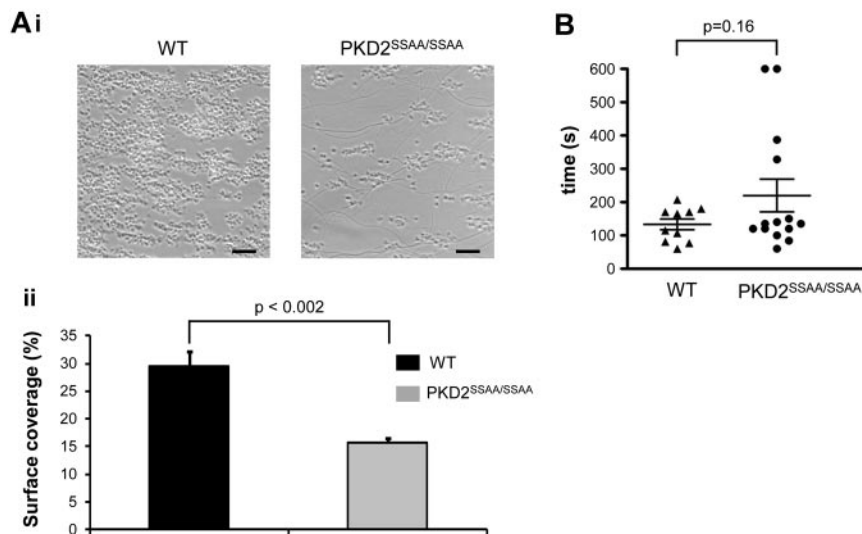 A i
WT
PKD2SSAA/SSAA
ii
p < 0.002
Surface coverage (%)
35
30
25
20
15
10
5
0
WT
PKD2SSAA/SSAA
B
p=0.16
time (s)
600
500
400
300
200
100
0
WT
PKD2SSAA/SSAA